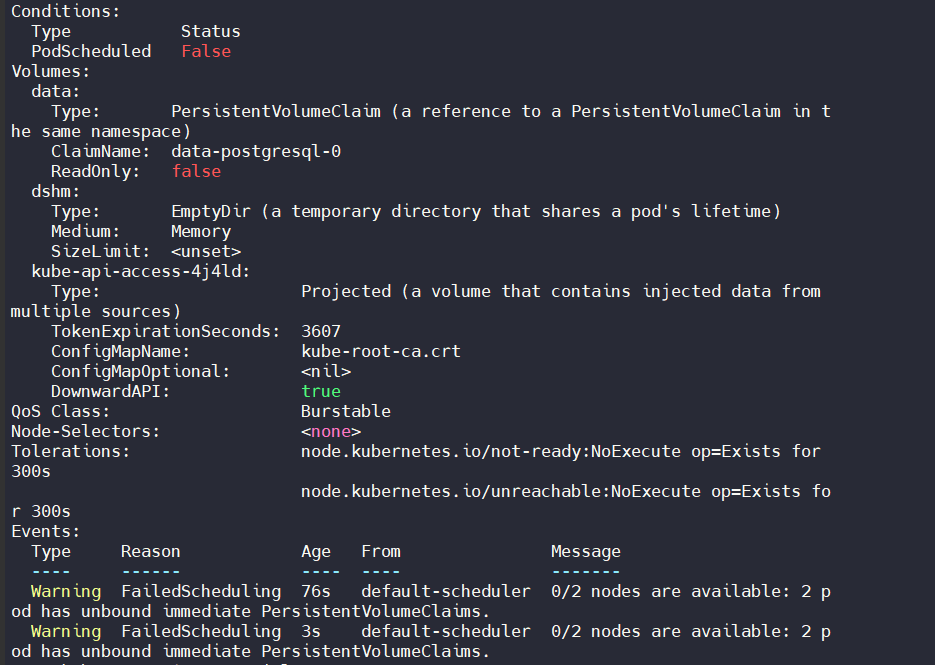 Conditions:
  Type           Status
  PodScheduled   False
Volumes:
  data:
    Type:       PersistentVolumeClaim (a reference to a PersistentVolumeClaim in t
he same namespace)
    ClaimName:  data-postgresql-0
    ReadOnly:   false
  dshm:
    Type:       EmptyDir (a temporary directory that shares a pod's lifetime)
    Medium:     Memory
    SizeLimit:  <unset>
  kube-api-access-4j4ld:
    Type:                    Projected (a volume that contains injected data from
multiple sources)
    TokenExpirationSeconds:  3607
    ConfigMapName:           kube-root-ca.crt
    ConfigMapOptional:       <nil>
    DownwardAPI:             true
QoS Class:                   Burstable
Node-Selectors:              <none>
Tolerations:                 node.kubernetes.io/not-ready:NoExecute op=Exists for
300s
                             node.kubernetes.io/unreachable:NoExecute op=Exists fo
r 300s
Events:
  Type     Reason            Age   From               Message
  ----     ------            ----  ----               -------
  Warning  FailedScheduling  76s   default-scheduler  0/2 nodes are available: 2 p
od has unbound immediate PersistentVolumeClaims.
  Warning  FailedScheduling  3s    default-scheduler  0/2 nodes are available: 2 p
od has unbound immediate PersistentVolumeClaims.